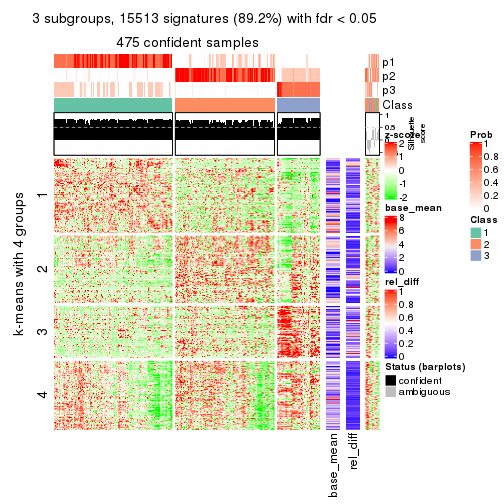 3 subgroups, 15513 signatures (89.2%) with fdr < 0.05
475 confident samples
p1
p2
p3
Class
1
0.5
0
Silhouette
score
k-means with 4 groups
1
2
3
4
base_mean
rel_diff
z-score
2
1
0
-1
-2
base_mean
8
6
4
2
0
rel_diff
1
0.8
0.6
0.4
0.2
0
Status (barplots)
confident
ambiguous
Prob
1
0.8
0.6
0.4
0.2
0
Class
1
2
3